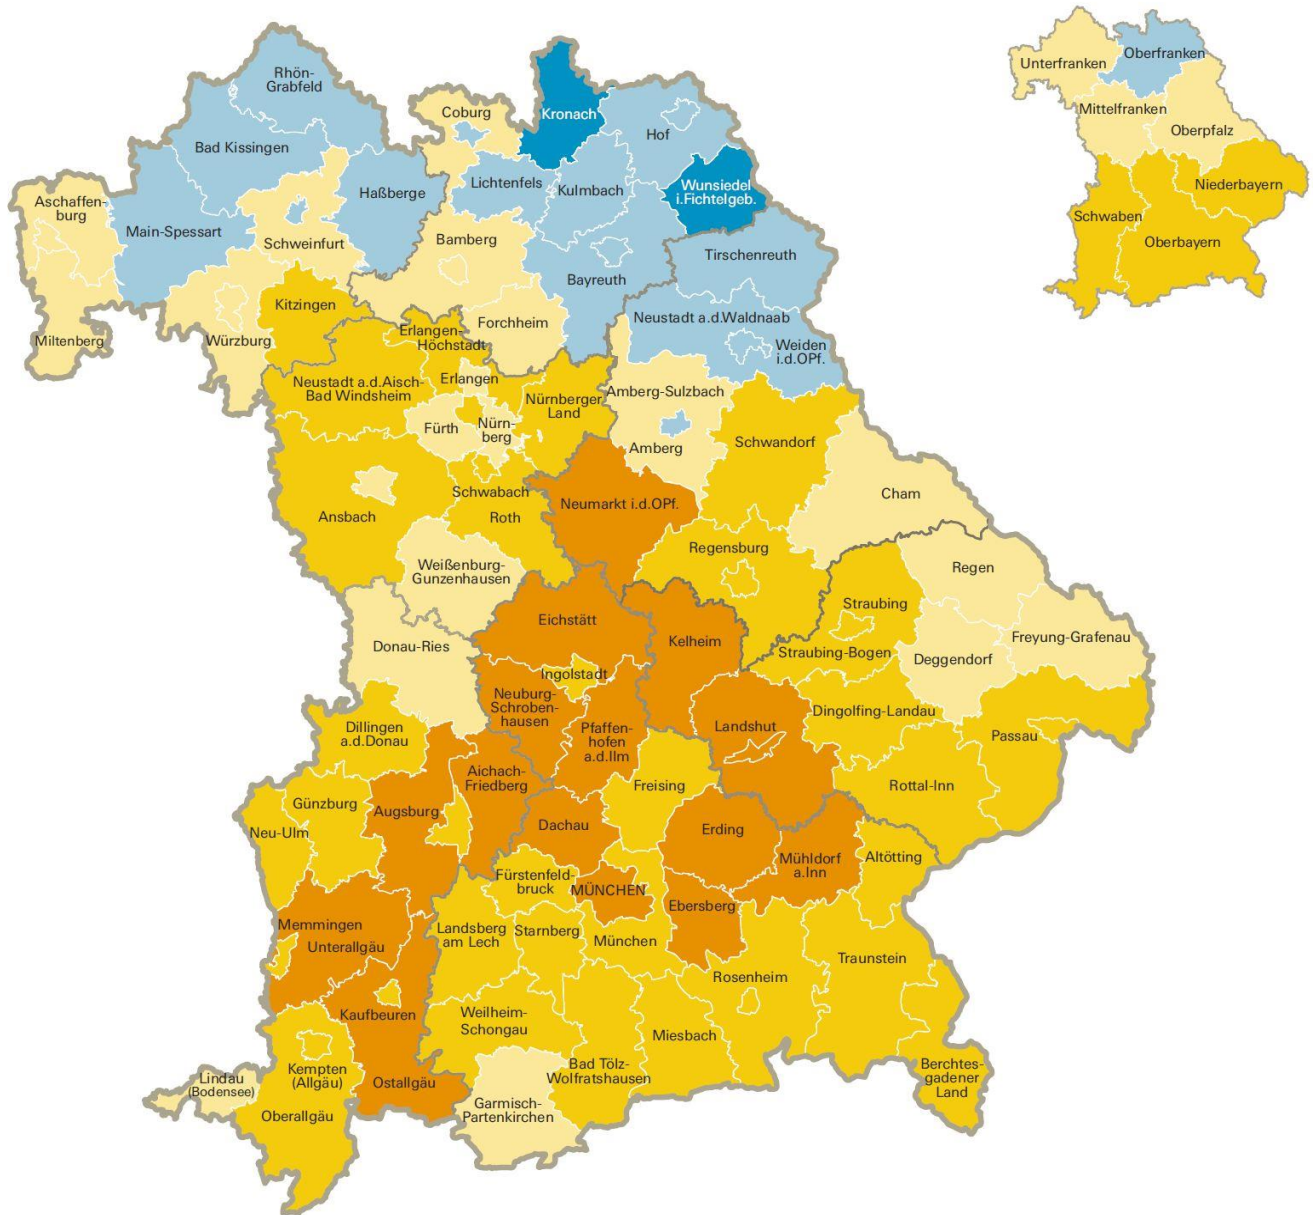 Rhön-
Grabfeld
Bad Kissingen
Coburg
Kronach
Hof
Haßberge
Lichtenfels
Kulmbach
Wunsiedel
i.Fichtelgeb.
Aschaffen-
burg
Main-Spessart
Schweinfurt
Bamberg
Bayreuth
Tirschenreuth
Miltenberg
Würzburg
Kitzingen
Forchheim
Neustadt a.d.Waldnaab
Weiden
i.d.OPf.
Erlangen-
Höchstadt
Neustadt a.d.Aisch-
Bad Windsheim
Erlangen
Nürnberger
Land
Amberg-Sulzbach
Fürth
Nürn-
berg
Amberg
Schwandorf
Cham
Ansbach
Schwabach
Roth
Neumarkt i.d.OPf.
Regensburg
Weißenburg-
Gunzenhausen
Regen
Straubing
Freyung-Grafenau
Donau-Ries
Eichstätt
Kelheim
Straubing-Bogen
Deggendorf
Ingolstadt
Neuburg-
Schroben-
hausen
Pfaffen-
hofen
a.d.Ilm
Landshut
Dingolfing-Landau
Passau
Dillingen
a.d.Donau
Aichach-
Friedberg
Freising
Rottal-Inn
Günzburg
Augsburg
Neu-Ulm
Dachau
Erding
Mühldorf
a.Inn
Altötting
Fürstenfeld-
bruck
MÜNCHEN
Ebersberg
Memmingen
Unterallgäu
Landsberg
am Lech
Starnberg
München
Traunstein
Rosenheim
Kaufbeuren
Weilheim-
Schongau
Miesbach
Bad Tölz-
Wolfratshausen
Berchtes-
gadener
Land
Lindau
(Bodensee)
Kempten
(Allgäu)
Ostallgäu
Oberallgäu
Garmisch-
Partenkirchen
Unterfranken
Oberfranken
Mittelfranken
Oberpfalz
Niederbayern
Schwaben
Oberbayern